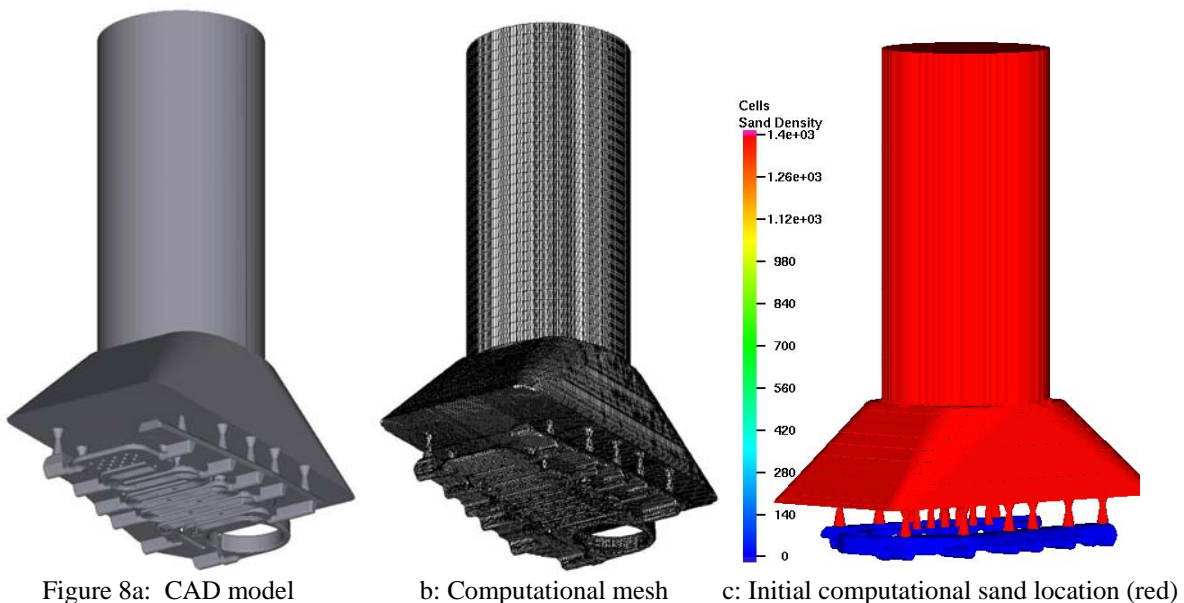 Cells
Sand Density
1.4e+03
1.26e+03
1.12e+03
980
840
700
560
420
280
140
0
Figure 8a: CAD model
b: Computational mesh
c: Initial computational sand location (red)